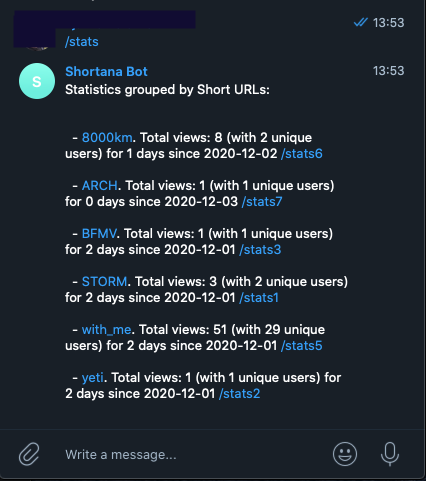 13:53
/stats
S
Shortana Bot 13:53
Statistics grouped by Short URLs:
- 8000km. Total views: 8 (with 2 unique
users) for 1 days since 2020-12-02 /stats6
- ARCH. Total views: 1 (with 1 unique users)
for 0 days since 2020-12-03 /stats7
- BFMV. Total views: 1 (with 1 unique users)
for 2 days since 2020-12-01 /stats3
- STORM. Total views: 3 (with 2 unique users)
for 2 days since 2020-12-01 /stats1
- with_me. Total views: 51 (with 29 unique
users) for 2 days since 2020-12-01 /stats5
- yeti. Total views: 1 (with 1 unique users) for
2 days since 2020-12-01 /stats2
Write a message...